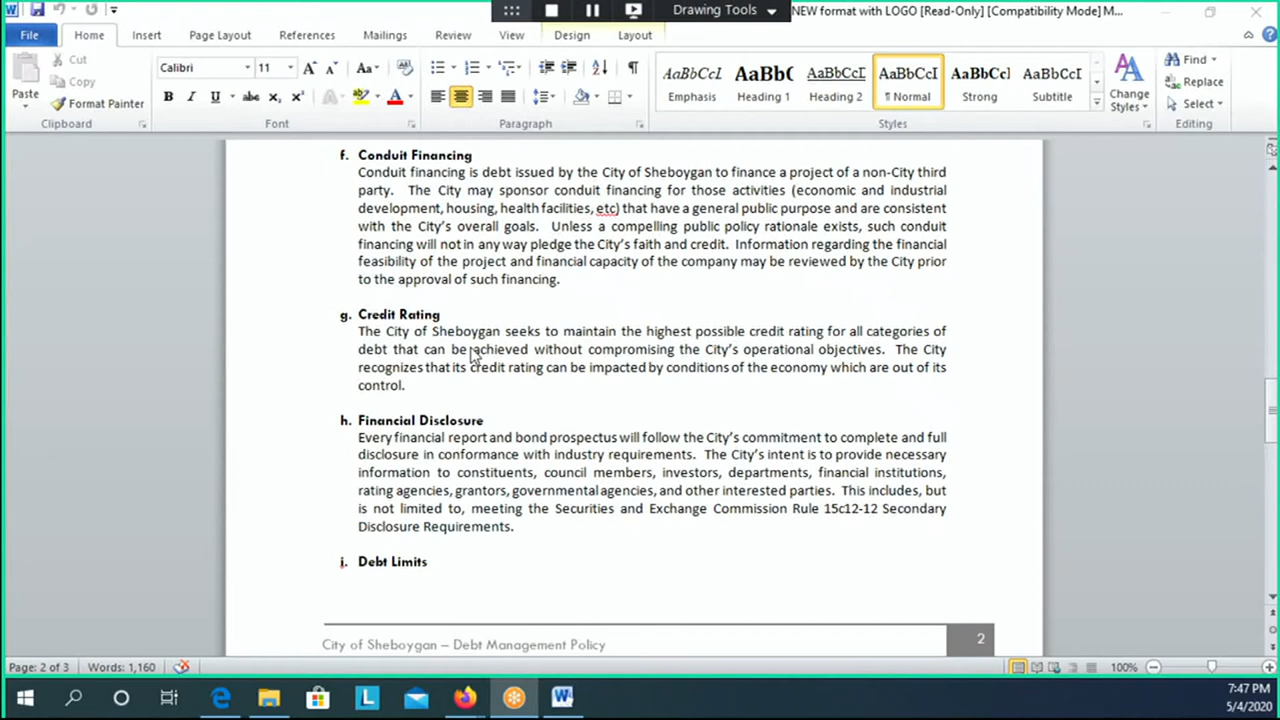 Drawing Tools
NEW format with LOGO [Read-Only] [Compatibility Mode] M...
File Home Insert Page Layout References Mailings Review View Design Layout
Paste
Cut
Copy
Format Painter
Clipboard
Calibri 11
Font
Paragraph
AaBbCcL AaBb( AaBbCcI AaBbCcI AaBbCcl AaBbCcI
Emphasis Heading 1 Heading 2 ¶ Normal Strong Subtitle
Styles
Change
Styles
Find
Replace
Select
Editing
f. Conduit Financing
Conduit financing is debt issued by the City of Sheboygan to finance a project of a non-City third
party. The City may sponsor conduit financing for those activities (economic and industrial
development, housing, health facilities, etc) that have a general public purpose and are consistent
with the City's overall goals. Unless a compelling public policy rationale exists, such conduit
financing will not in any way pledge the City's faith and credit. Information regarding the financial
feasibility of the project and financial capacity of the company may be reviewed by the City prior
to the approval of such financing.
g. Credit Rating
The City of Sheboygan seeks to maintain the highest possible credit rating for all categories of
debt that can be achieved without compromising the City's operational objectives. The City
recognizes that its credit rating can be impacted by conditions of the economy which are out of its
control.
h. Financial Disclosure
Every financial report and bond prospectus will follow the City's commitment to complete and full
disclosure in conformance with industry requirements. The City's intent is to provide necessary
information to constituents, council members, investors, departments, financial institutions,
rating agencies, grantors, governmental agencies, and other interested parties. This includes, but
is not limited to, meeting the Securities and Exchange Commission Rule 15c12-12 Secondary
Disclosure Requirements.
i. Debt Limits
City of Sheboygan – Debt Management Policy 2
Page: 2 of 3 Words: 1,160 100%
7:47 PM
5/4/2020